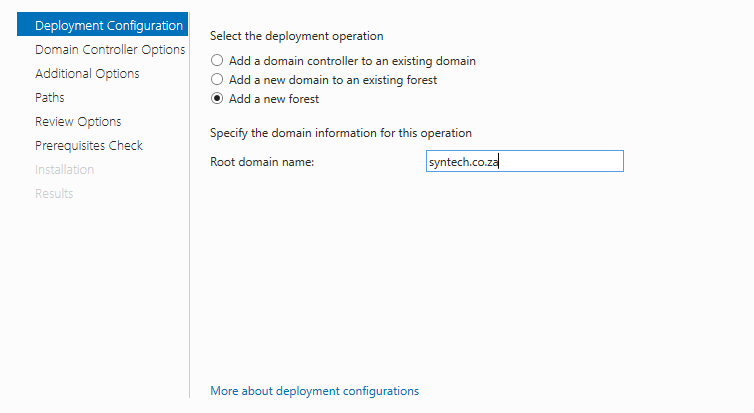 Deployment Configuration
Domain Controller Options
Additional Options
Paths
Review Options
Prerequisites Check
Installation
Results
Select the deployment operation
Add a domain controller to an existing domain
Add a new domain to an existing forest
Add a new forest
Specify the domain information for this operation
Root domain name: syntech.co.za
More about deployment configurations